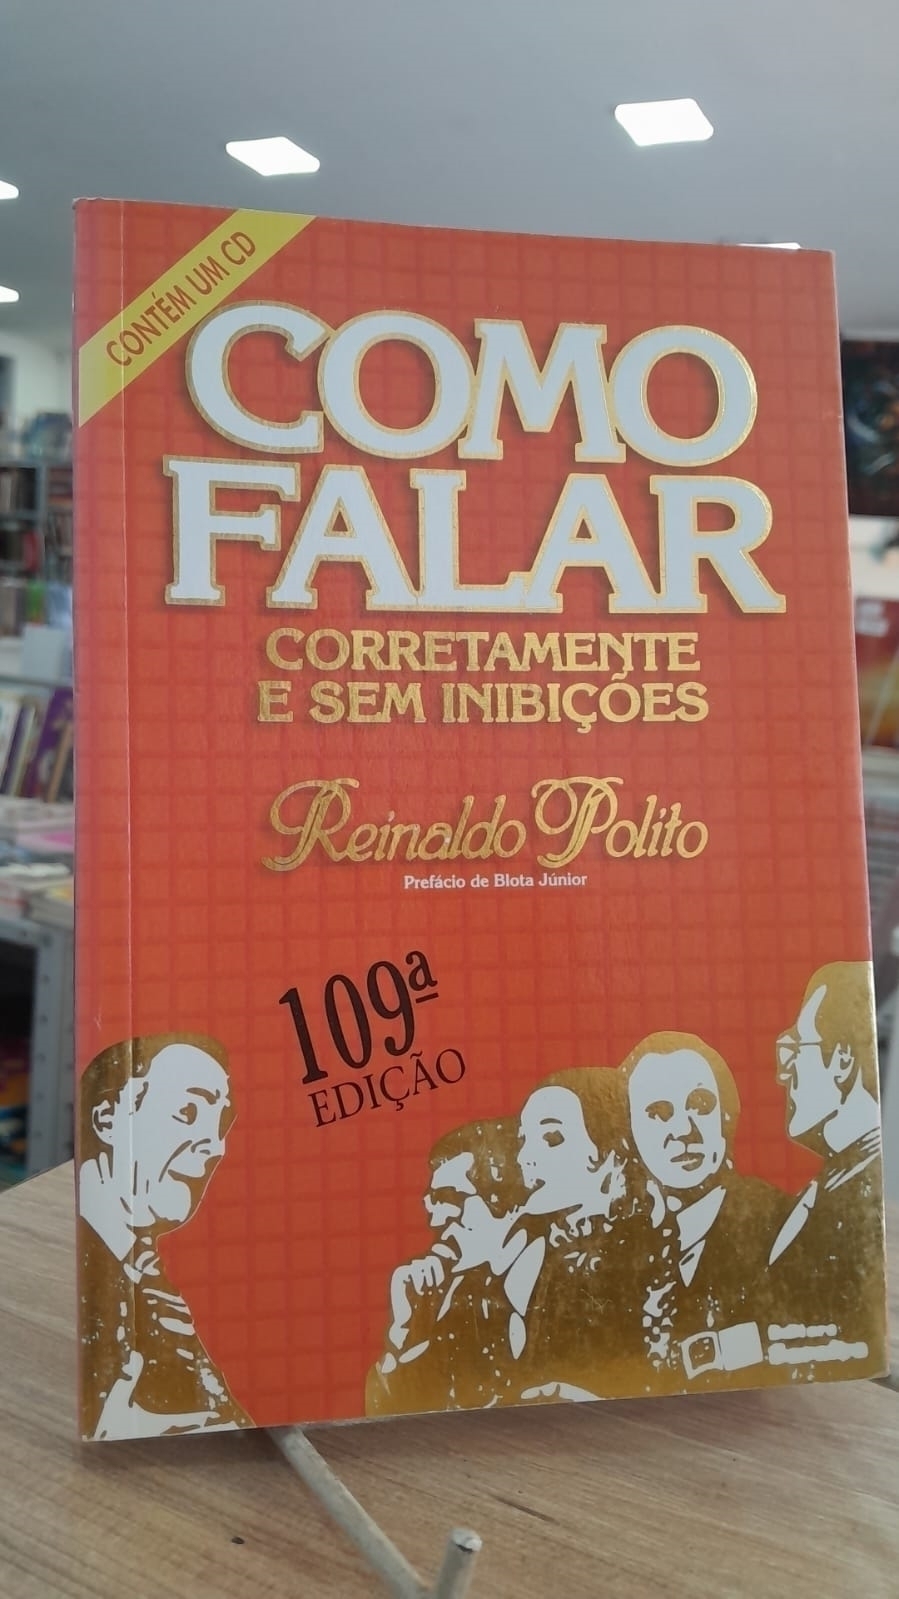 CONTÉM UM CD
COMO
FALAR
CORRETAMENTE
E SEM INIBIÇÕES
Reinaldo Polito
Prefácio de Blota Júnior
109ª
EDIÇÃO